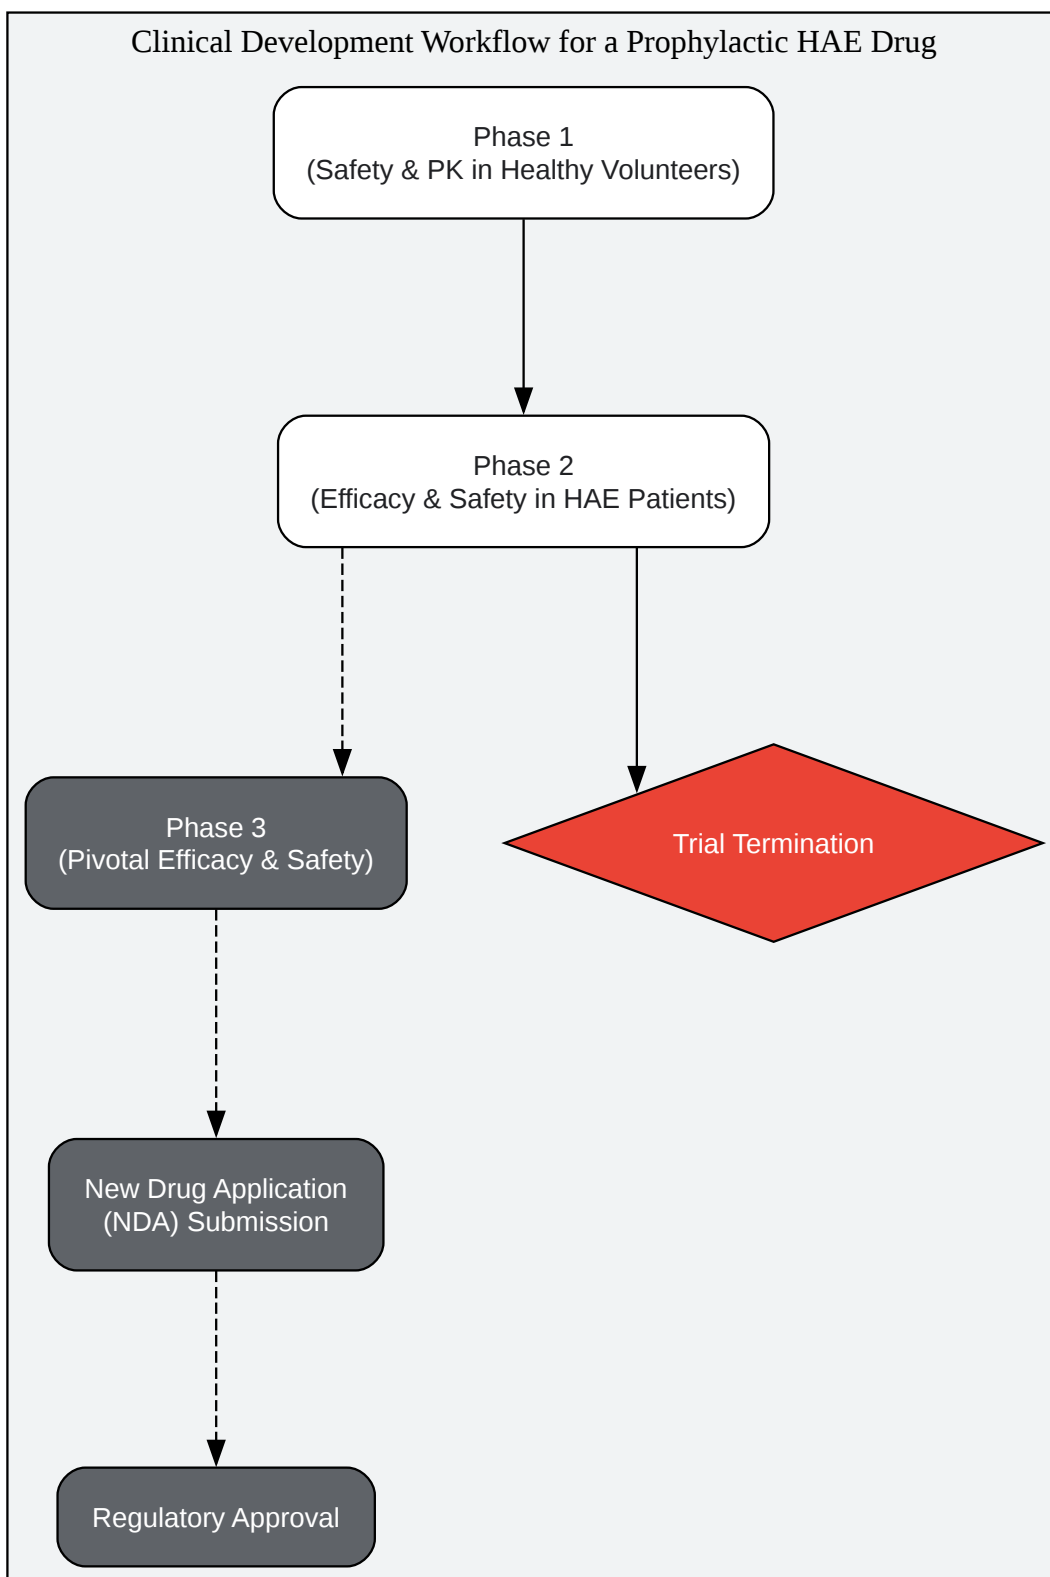 Clinical Development Workflow for a Prophylactic HAE Drug
Phase 1
(Safety & PK in Healthy Volunteers)
Phase 2
(Efficacy & Safety in HAE Patients)
Phase 3
(Pivotal Efficacy & Safety)
Trial Termination
New Drug Application
(NDA) Submission
Regulatory Approval